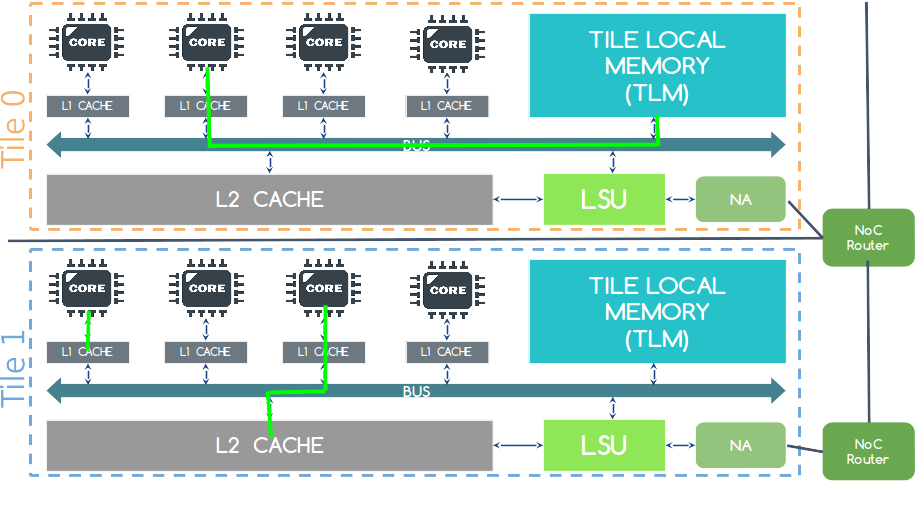 Tile 0
CORE
CORE
CORE
CORE
L1 CACHE
L1 CACHE
L1 CACHE
L1 CACHE
TILE LOCAL
MEMORY
(TLM)
BUS
L2 CACHE
LSU
NA
NoC
Router
Tile 1
CORE
CORE
CORE
CORE
L1 CACHE
L1 CACHE
L1 CACHE
L1 CACHE
TILE LOCAL
MEMORY
(TLM)
BUS
L2 CACHE
LSU
NA
NoC
Router